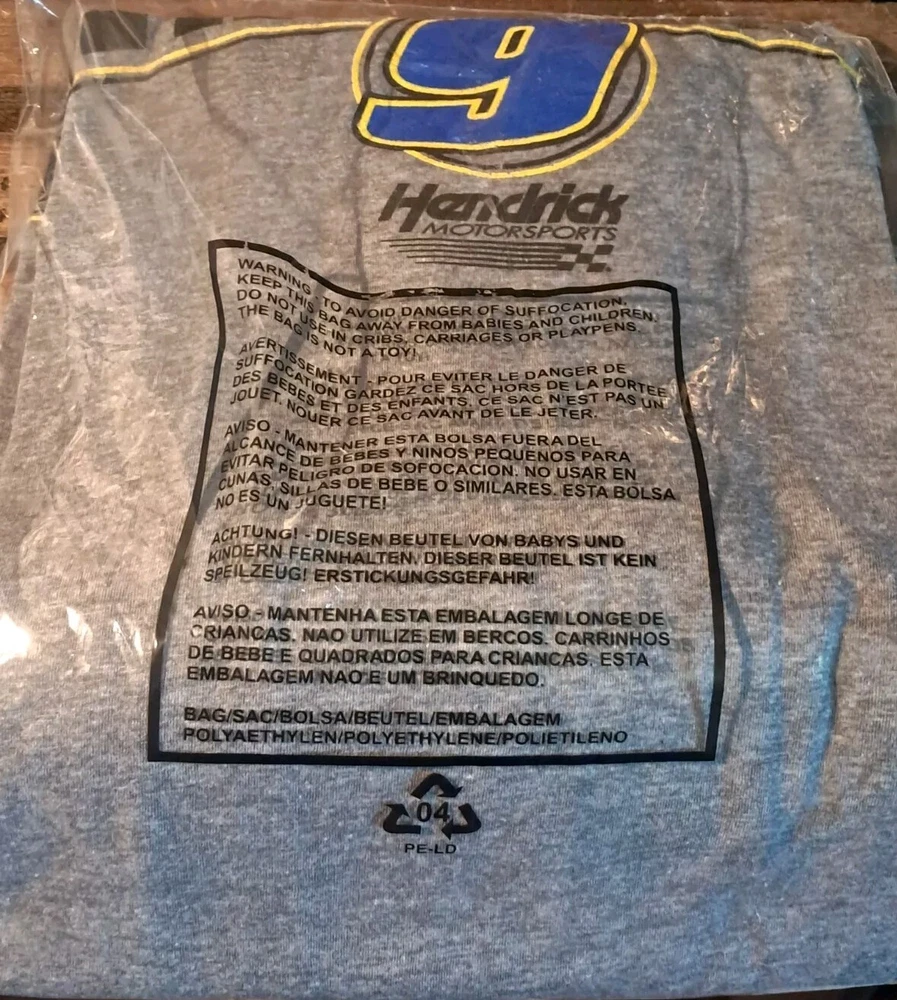 9
Hendrick
MOTORSPORTS
WARNING - TO AVOID DANGER OF SUFFOCATION,
KEEP THIS BAG AWAY FROM BABIES AND CHILDREN.
DO NOT USE IN CRIBS, CARRIAGES OR PLAYPENS.
THE BAG IS NOT A TOY!
AVERTISSEMENT - POUR EVITER LE DANGER DE
SUFFOCATION GARDEZ CE SAC HORS DE LA PORTEE
DES BEBES ET DES ENFANTS. CE SAC N'EST PAS UN
JOUET. NOUER CE SAC AVANT DE LE JETER.
AVISO - MANTENER ESTA BOLSA FUERA DEL
ALCANCE DE BEBES Y NINOS PEQUENOS PARA
EVITAR PELIGRO DE SOFOCACION. NO USAR EN
CUNAS, SILLAS DE BEBE O SIMILARES. ESTA BOLSA
NO ES UN JUGUETE!
ACHTUNG! - DIESEN BEUTEL VON BABYS UND
KINDERN FERNHALTEN. DIESER BEUTEL IST KEIN
SPEILZEUG! ERSTICKUNGSGEFAHR!
AVISO - MANTENHA ESTA EMBALAGEM LONGE DE
CRIANCAS. NAO UTILIZE EM BERCOS. CARRINHOS
DE BEBE E QUADRADOS PARA CRIANCAS. ESTA
EMBALAGEM NAO E UM BRINQUEDO.
BAG/SAC/BOLSA/BEUTEL/EMBALAGEM
POLYAETHYLEN/POLYETHYLENE/POLIETILENO
04
PE-LD